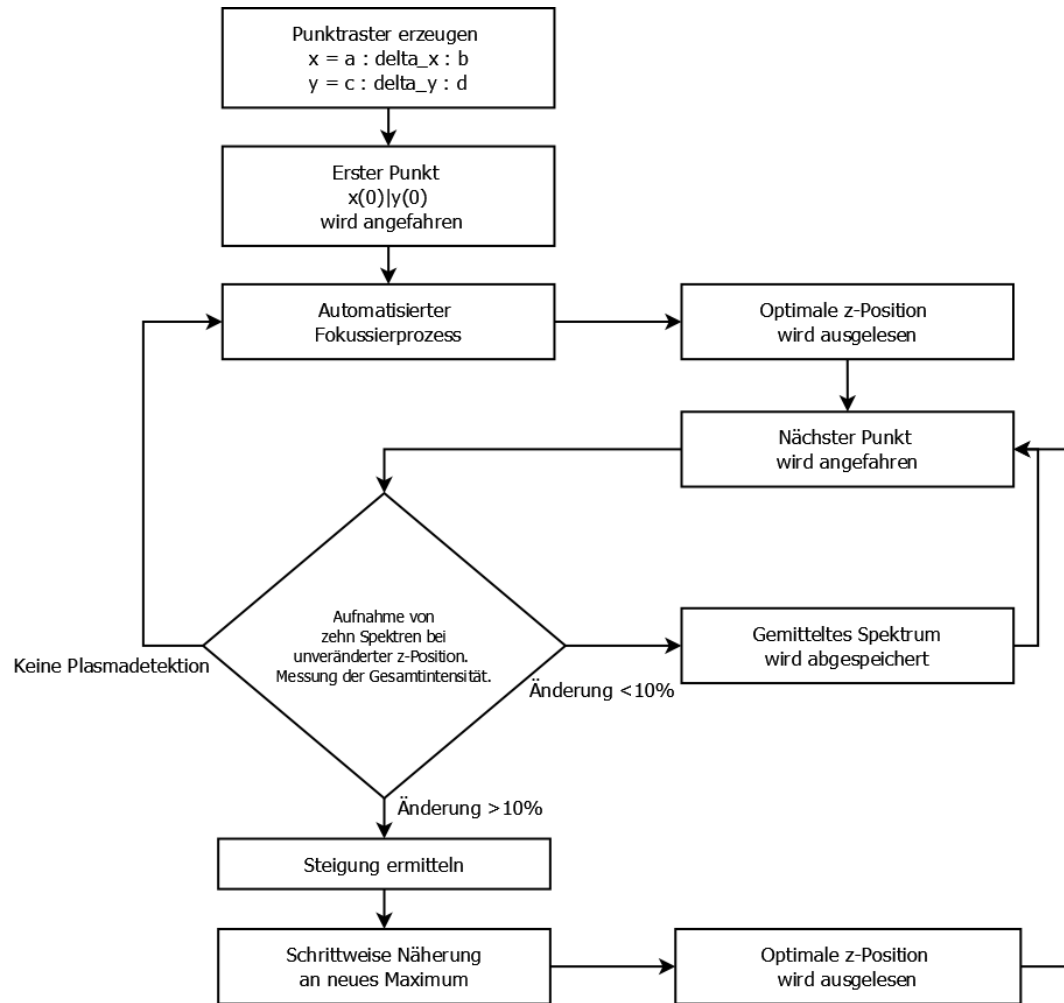 Punktraster erzeugen
x = a : delta_x : b
y = c : delta_y : d
Erster Punkt
x(0)|y(0)
wird angefahren
Automatisierter
Fokussierprozess
Optimale z-Position
wird ausgelesen
Nächster Punkt
wird angefahren
Aufnahme von
zehn Spektren bei
unveränderter z-Position.
Messung der Gesamtintensität.
Keine Plasmadetektion
Änderung <10%
Gemitteltes Spektrum
wird abgespeichert
Änderung >10%
Steigung ermitteln
Schrittweise Näherung
an neues Maximum
Optimale z-Position
wird ausgelesen